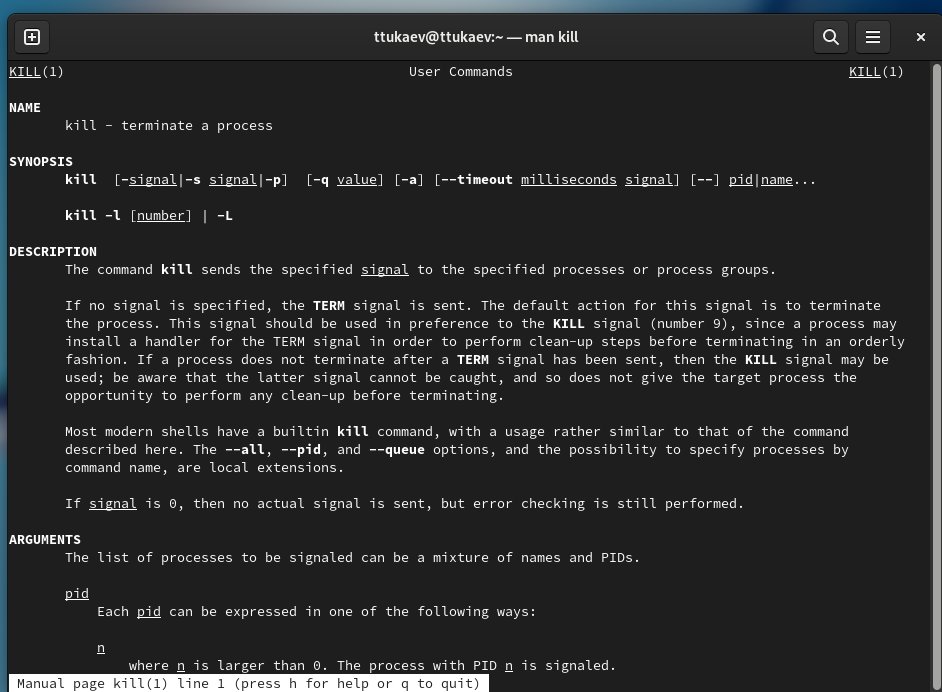 ttukaev@ttukaev:~ — man kill
KILL(1) User Commands KILL(1)
NAME
kill - terminate a process
SYNOPSIS
kill [-signal|-s signal|-p] [-q value] [-a] [--timeout milliseconds signal] [--] pid|name...
kill -l [number] | -L
DESCRIPTION
The command kill sends the specified signal to the specified processes or process groups.
If no signal is specified, the TERM signal is sent. The default action for this signal is to terminate
the process. This signal should be used in preference to the KILL signal (number 9), since a process may
install a handler for the TERM signal in order to perform clean-up steps before terminating in an orderly
fashion. If a process does not terminate after a TERM signal has been sent, then the KILL signal may be
used; be aware that the latter signal cannot be caught, and so does not give the target process the
opportunity to perform any clean-up before terminating.
Most modern shells have a builtin kill command, with a usage rather similar to that of the command
described here. The --all, --pid, and --queue options, and the possibility to specify processes by
command name, are local extensions.
If signal is 0, then no actual signal is sent, but error checking is still performed.
ARGUMENTS
The list of processes to be signaled can be a mixture of names and PIDs.
pid
Each pid can be expressed in one of the following ways:
n
where n is larger than 0. The process with PID n is signaled.
Manual page kill(1) line 1 (press h for help or q to quit)